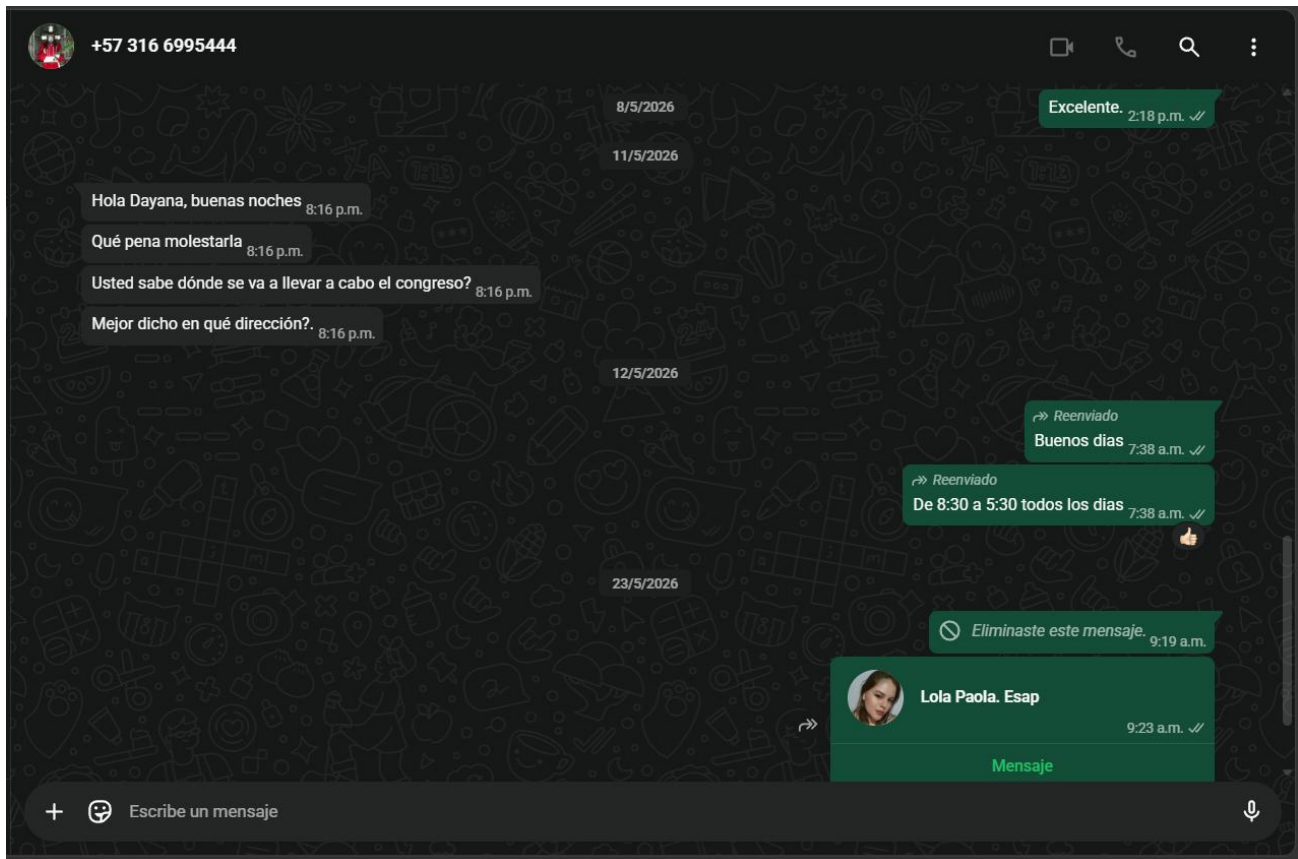 +57 316 6995444
8/5/2026
Excelente. 2:18 p.m.
11/5/2026
Hola Dayana, buenas noches 8:16 p.m.
Qué pena molestarla 8:16 p.m.
Usted sabe dónde se va a llevar a cabo el congreso? 8:16 p.m.
Mejor dicho en qué dirección?. 8:16 p.m.
12/5/2026
Reenviado
Buenos dias 7:38 a.m.
Reenviado
De 8:30 a 5:30 todos los dias 7:38 a.m.
23/5/2026
Eliminaste este mensaje. 9:19 a.m.
Lola Paola. Esap
9:23 a.m.
Mensaje
Escribe un mensaje